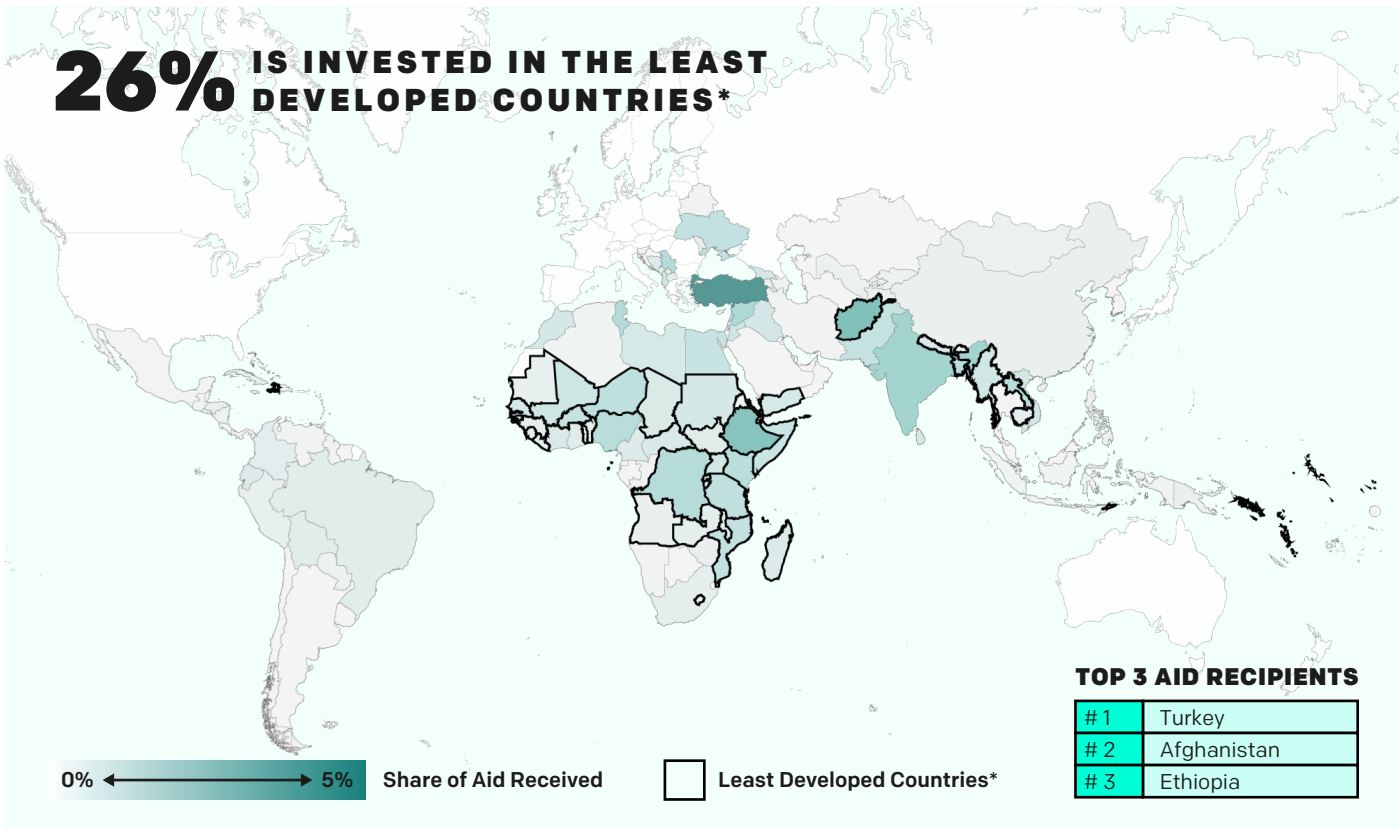 26% IS INVESTED IN THE LEAST
DEVELOPED COUNTRIES*
TOP 3 AID RECIPIENTS
# 1 Turkey
# 2 Afghanistan
# 3 Ethiopia
0% 5% Share of Aid Received
Least Developed Countries*